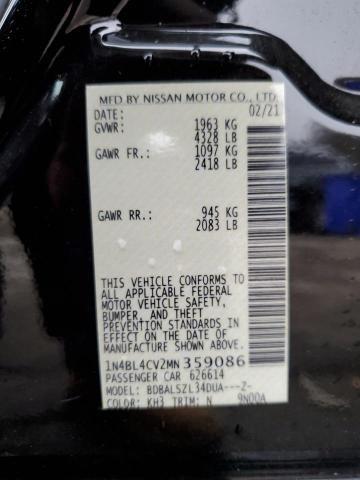 MFD BY NISSAN MOTOR CO., LTD
DATE: 02/21
GVWR: 1963 KG
4328 LB
GAWR FR.: 1097 KG
2418 LB
GAWR RR.: 945 KG
2083 LB
THIS VEHICLE CONFORMS TO
ALL APPLICABLE FEDERAL
MOTOR VEHICLE SAFETY,
BUMPER, AND THEFT
PREVENTION STANDARDS
IN EFFECT ON THE DATE OF
MANUFACTURE SHOWN ABOVE.
1N4BL4CV2MN359086
PASSENGER CAR 626614
MODEL: BDBALSZL34DUA---Z-
COLOR: KH3 TRIM: N 9N00A